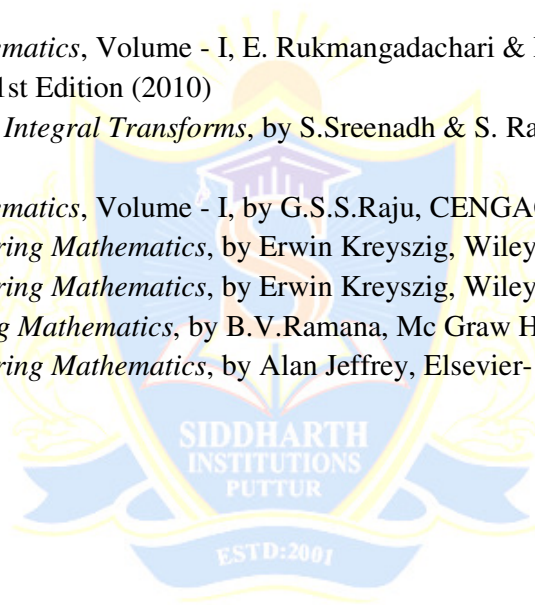 ematics, Volume - I, E. Rukmangadachari & 
1st Edition (2010)
Integral Transforms, by S.Sreenadh & S. Ra
ematics, Volume - I, by G.S.S.Raju, CENGA
ring Mathematics, by Erwin Kreyszig, Wiley
ring Mathematics, by Erwin Kreyszig, Wiley
g Mathematics, by B.V.Ramana, Mc Graw H
ring Mathematics, by Alan Jeffrey, Elsevier-
SIDDHARTH
INSTITUTIONS
PUTTUR
ESTD:2001